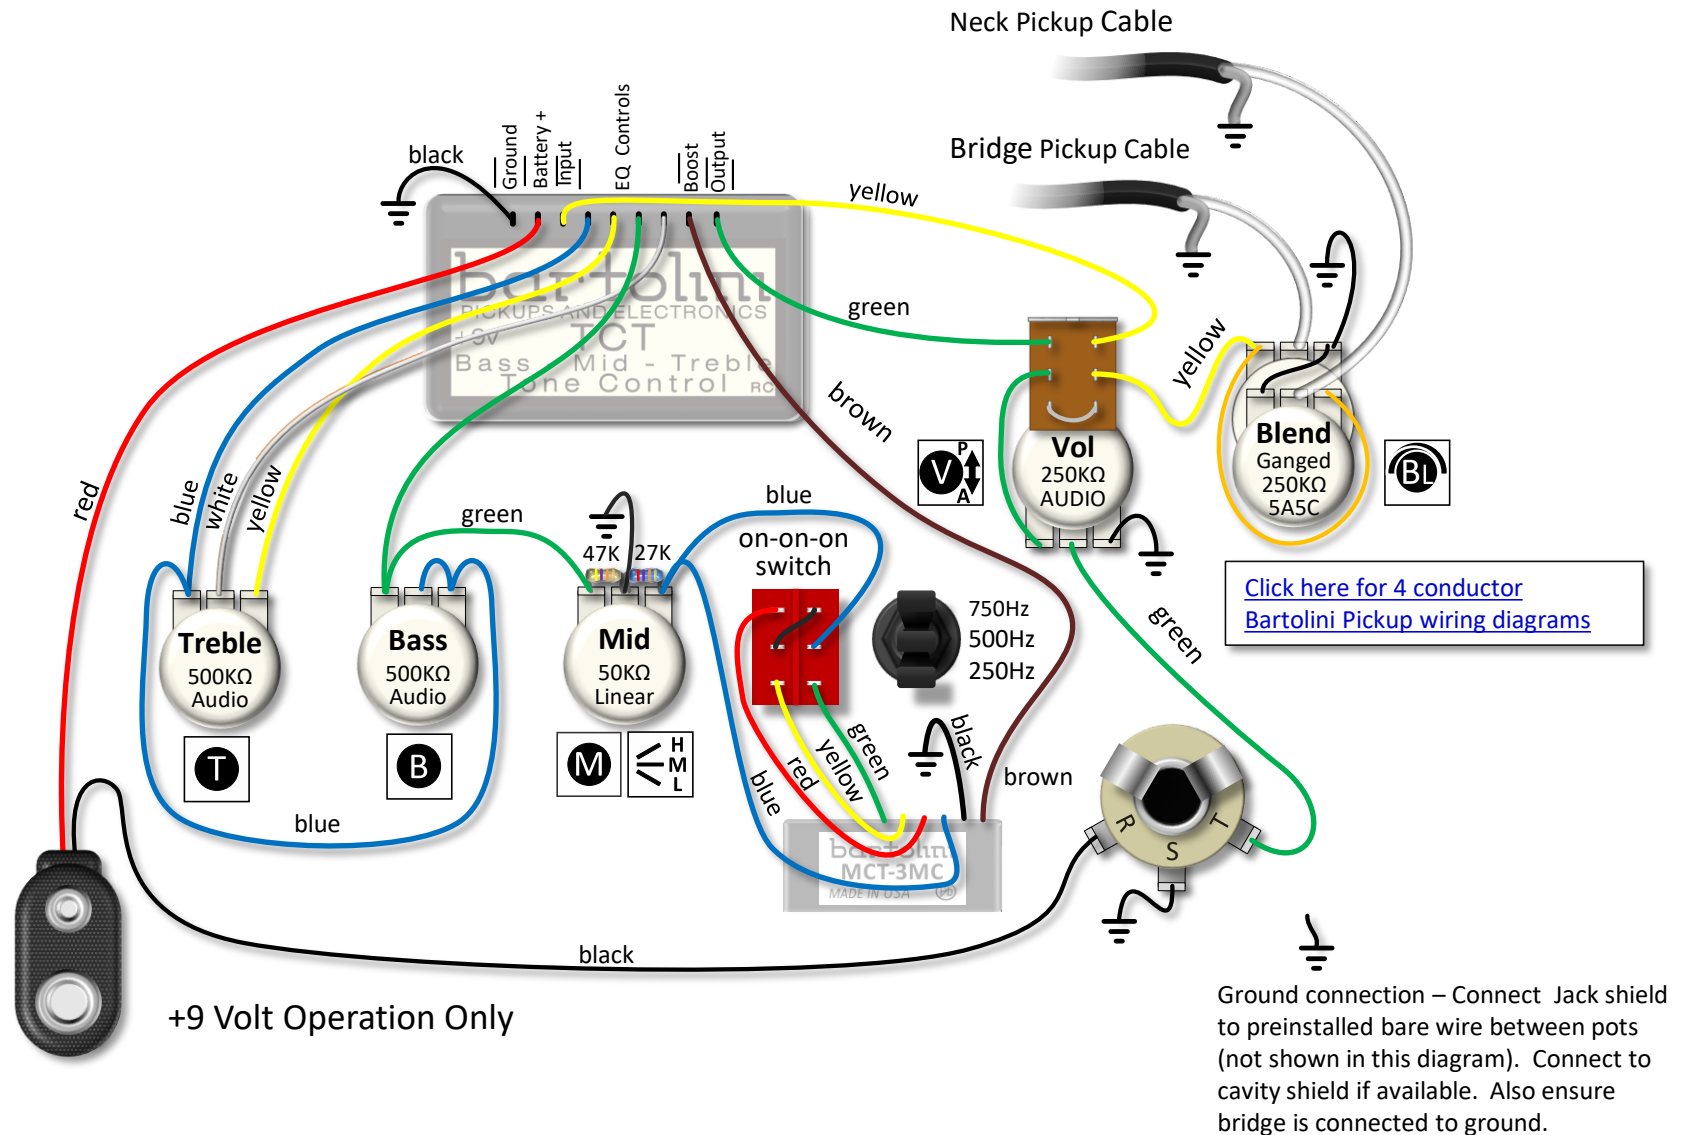 Neck Pickup Cable
Bridge Pickup Cable
Ground
Battery +
Input
EQ Controls
Boost
Output
black
yellow
green
brown
yellow
bartolini
PICKUPS AND ELECTRONICS
+9v
TCT
Bass - Mid - Treble
Tone Control RC
red
blue
white
yellow
green
47K
27K
blue
on-on-on
switch
750Hz
500Hz
250Hz
V
P
A
Vol
250KΩ
AUDIO
Blend
Ganged
250KΩ
5A5C
BL
Click here for 4 conductor
Bartolini Pickup wiring diagrams
Treble
500KΩ
Audio
Bass
500KΩ
Audio
Mid
50KΩ
Linear
T
B
M
H
M
L
blue
blue
red
yellow
green
black
brown
green
bartolini
MCT-3MC
MADE IN USA
R
T
S
black
+9 Volt Operation Only
Ground connection – Connect Jack shield
to preinstalled bare wire between pots
(not shown in this diagram). Connect to
cavity shield if available. Also ensure
bridge is connected to ground.